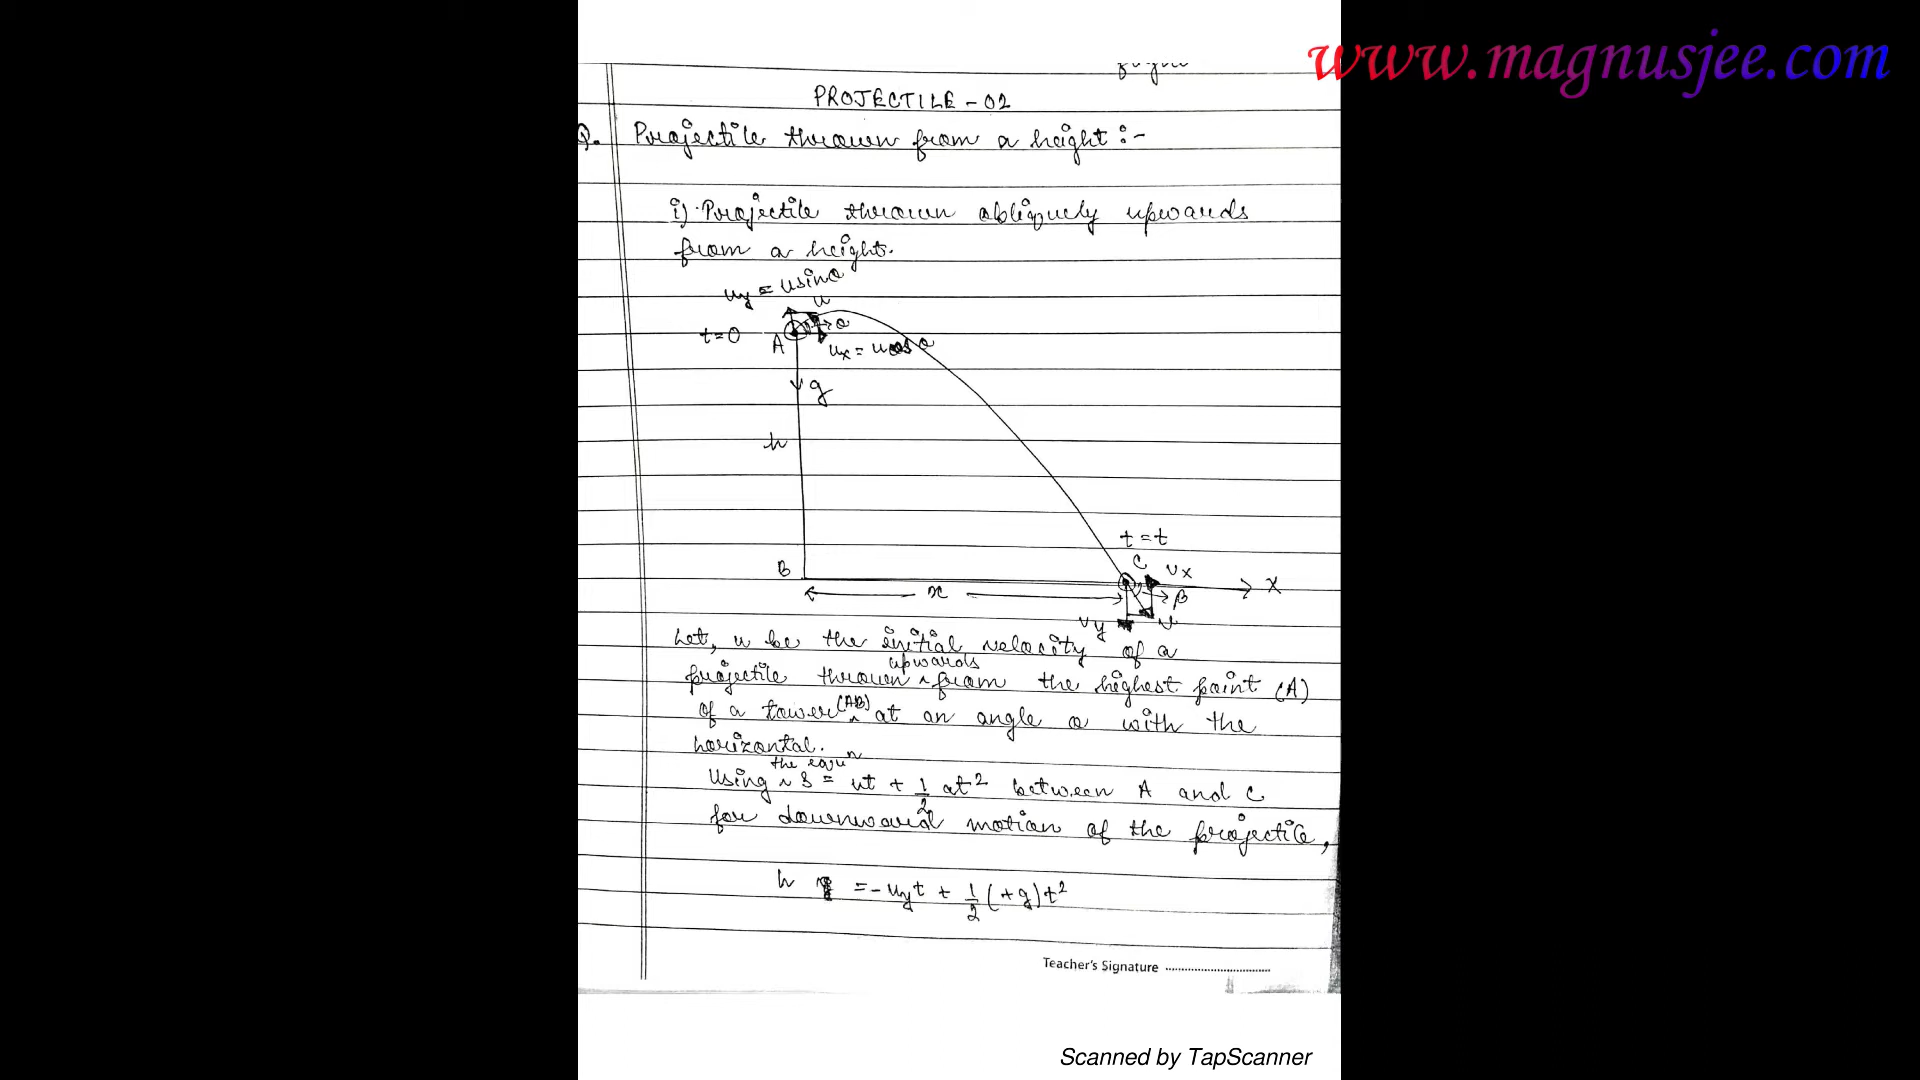 www.magnusjee.com
PROJECTILE - 02
Q. Projectile thrown from a height :-
i) Projectile thrown obliquely upwards
from a height.
uy = usinθ
u
t=0
θ
A
ux = ucosθ
g
h
t = t
C
vx
B
X
x
β
vy
v
Let, u be the initial velocity of a
upwards
projectile thrown ^ from the highest point (A)
of a tower (AB) ^ at an angle θ with the
horizontal.
the equn
Using ^ S = ut + 1/2 at² between A and C
for downward motion of the projectile,
h = - uyt + 1/2 (+g)t²
Teacher's Signature ................................
Scanned by TapScanner